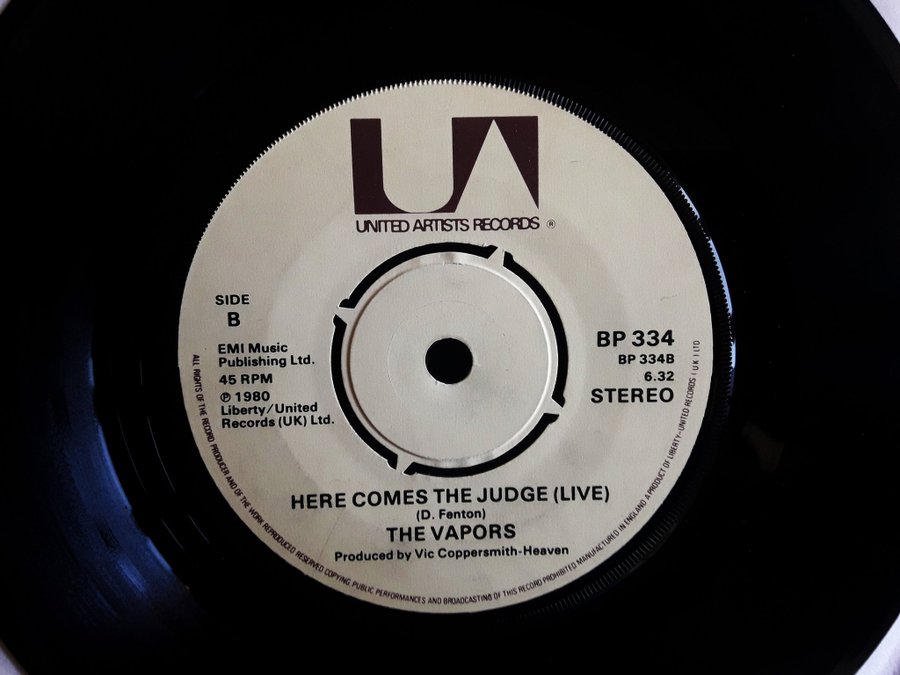 UA
UNITED ARTISTS RECORDS ®
SIDE
B
EMI Music
Publishing Ltd.
45 RPM
℗ 1980
Liberty/United
Records (UK) Ltd.
BP 334
BP 334B
6.32
STEREO
HERE COMES THE JUDGE (LIVE)
(D. Fenton)
THE VAPORS
Produced by Vic Coppersmith-Heaven
ALL RIGHTS OF THE RECORD PRODUCER AND OF THE WORK REPRODUCED RESERVED COPYING PUBLIC PERFORMANCES AND BROADCASTING OF THIS RECORD PROHIBITED MANUFACTURED IN ENGLAND A PRODUCT OF LIBERTY-UNITED RECORDS (UK) LTD